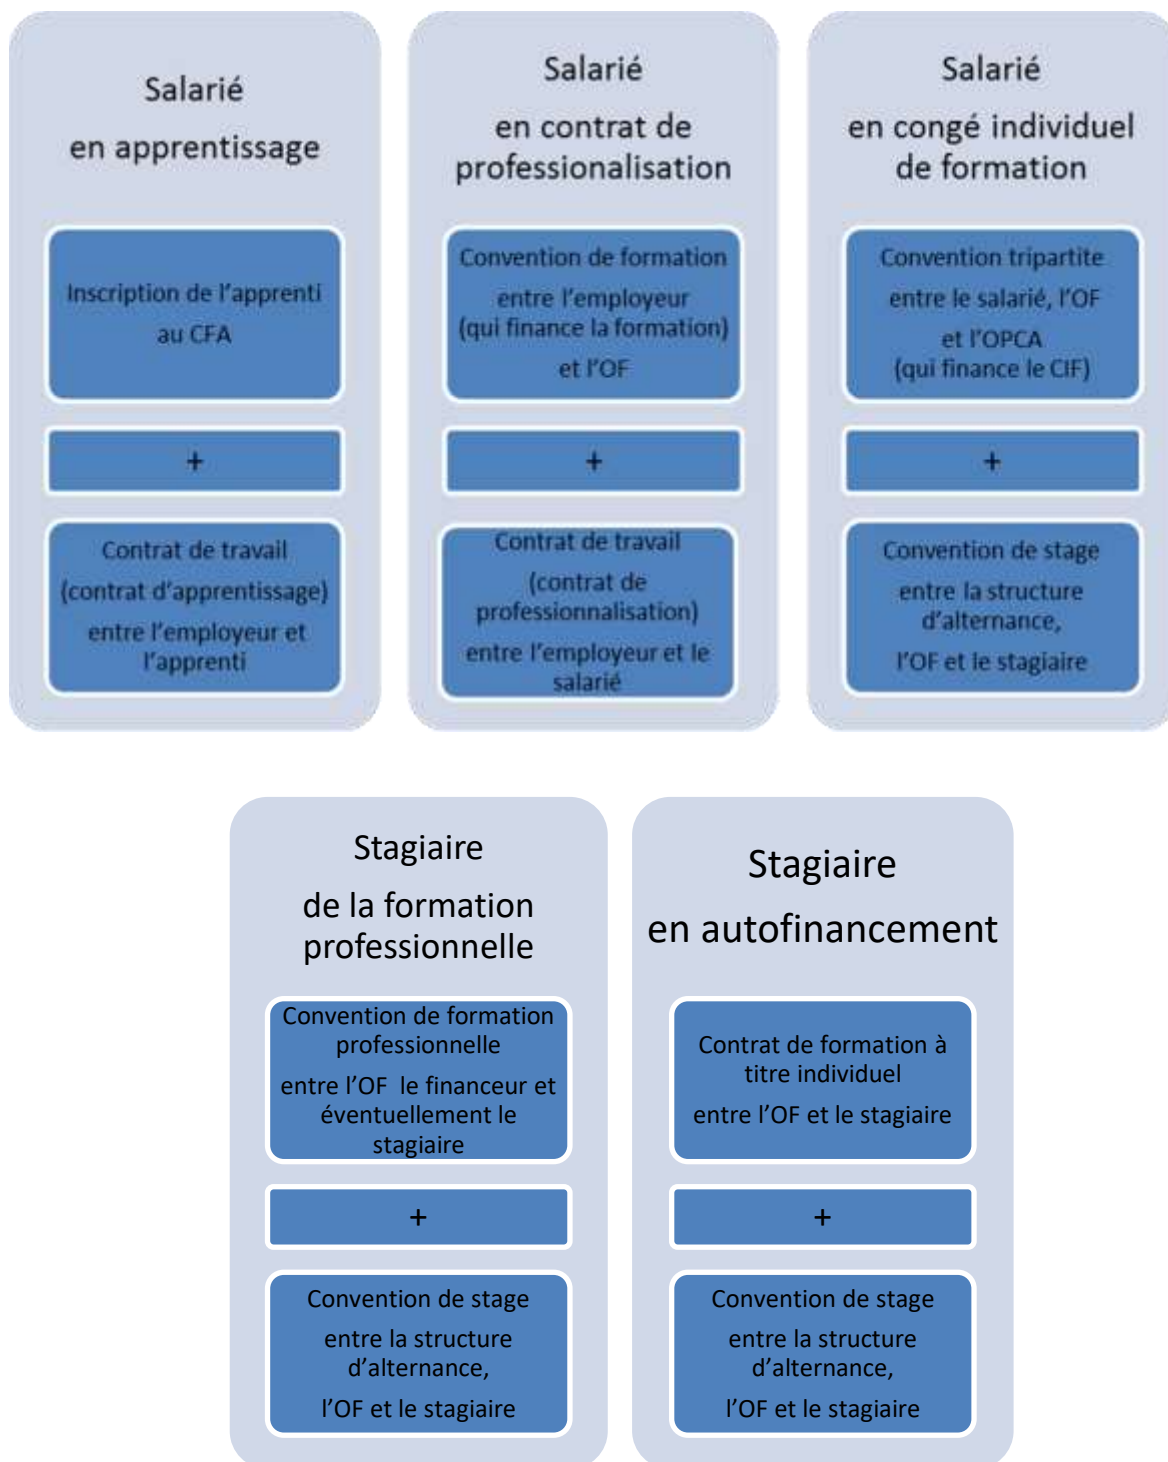 Salarié
en apprentissage
Inscription de l'apprenti
au CFA
+
Contrat de travail
(contrat d'apprentissage)
entre l'employeur et
l'apprenti
Salarié
en contrat de
professionalisation
Convention de formation
entre l'employeur
(qui finance la formation)
et l'OF
+
Contrat de travail
(contrat de
professionnalisation)
entre l'employeur et le
salarié
Salarié
en congé individuel
de formation
Convention tripartite
entre le salarié, l'OF
et l'OPCA
(qui finance le CIF)
+
Convention de stage
entre la structure
d'alternance,
l'OF et le stagiaire
Stagiaire
de la formation
professionnelle
Convention de formation
professionnelle
entre l'OF le financeur et
éventuellement le
stagiaire
+
Convention de stage
entre la structure
d'alternance,
l'OF et le stagiaire
Stagiaire
en autofinancement
Contrat de formation à
titre individuel
entre l'OF et le stagiaire
+
Convention de stage
entre la structure
d'alternance,
l'OF et le stagiaire